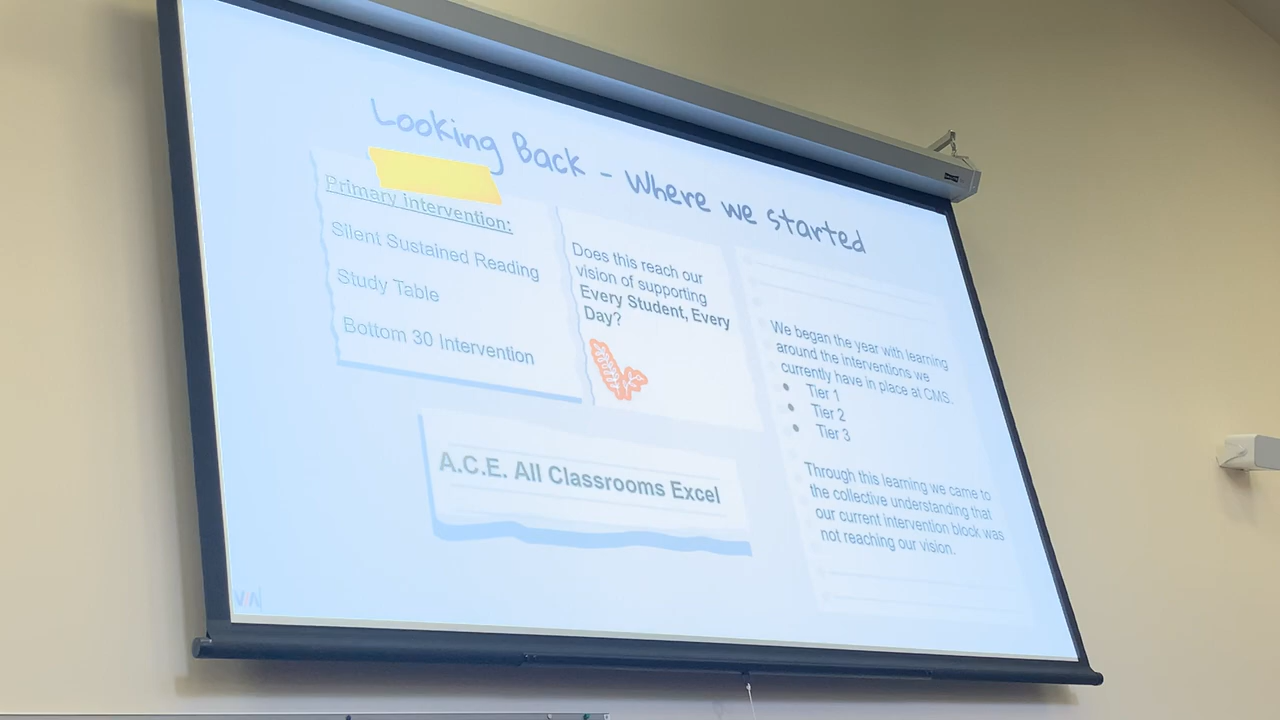 Looking Back - Where we started
Primary intervention:
Silent Sustained Reading
Study Table
Bottom 30 Intervention
Does this reach our
vision of supporting
Every Student, Every
Day?
A.C.E. All Classrooms Excel
We began the year with learning
around the interventions we
currently have in place at CMS.
• Tier 1
• Tier 2
• Tier 3
Through this learning we came to
the collective understanding that
our current intervention block was
not reaching our vision.